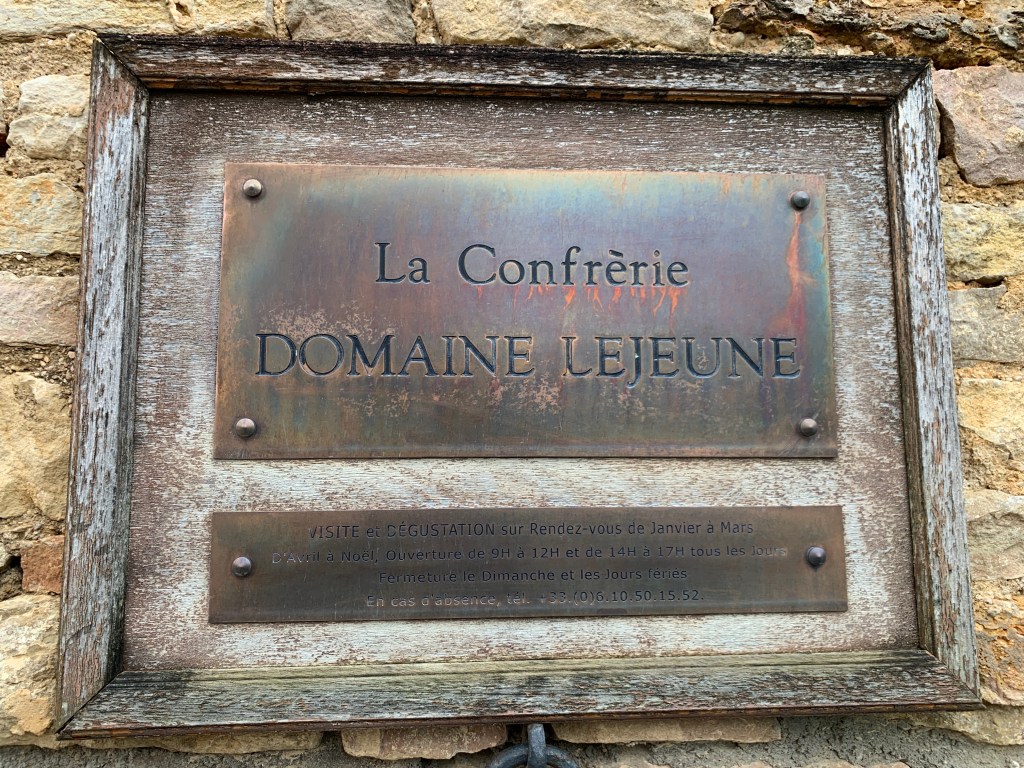 La Confrèrie
DOMAINE LEJEUNE
VISITE et DÉGUSTATION sur Rendez-vous de Janvier à Mars
D'Avril à Noël, Ouverture de 9H à 12H et de 14H à 17H tous les Jours
Fermeture le Dimanche et les Jours fériés
En cas d'absence, tél. +33.(0)6.10.50.15.52.